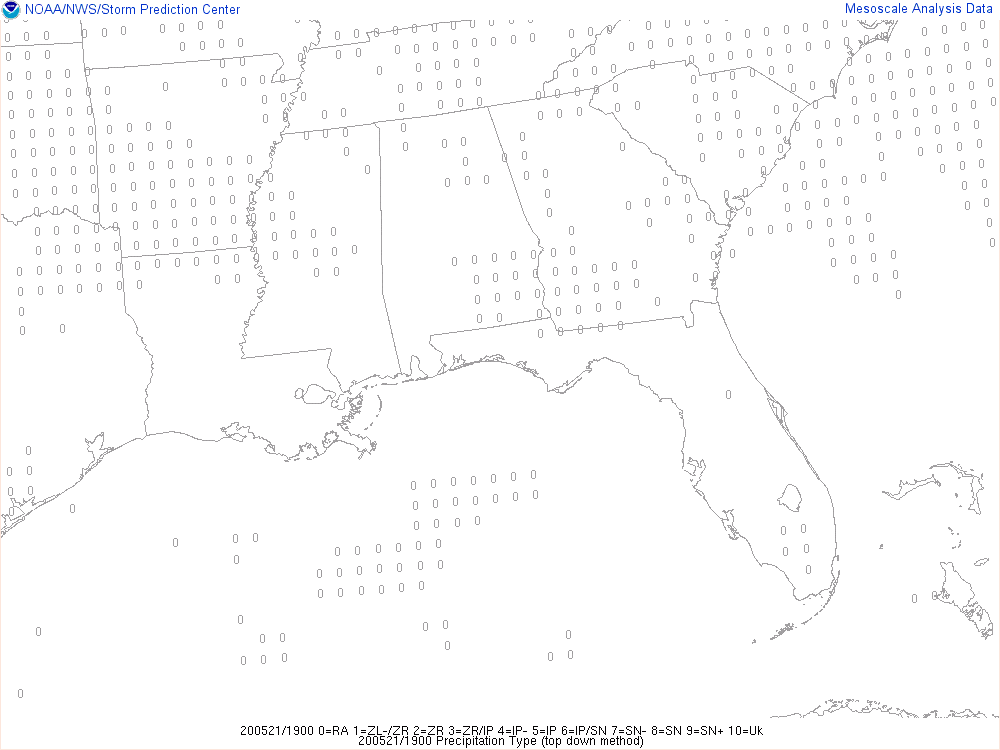 NOAA/NWS/Storm Prediction Center
Mesoscale Analysis Data
200521/1900 0=RA 1=ZL-/ZR 2=ZR 3=ZR/IP 4=IP- 5=IP 6=IP/SN 7=SN- 8=SN 9=SN+ 10=Uk
200521/1900 Precipitation Type (top down method)